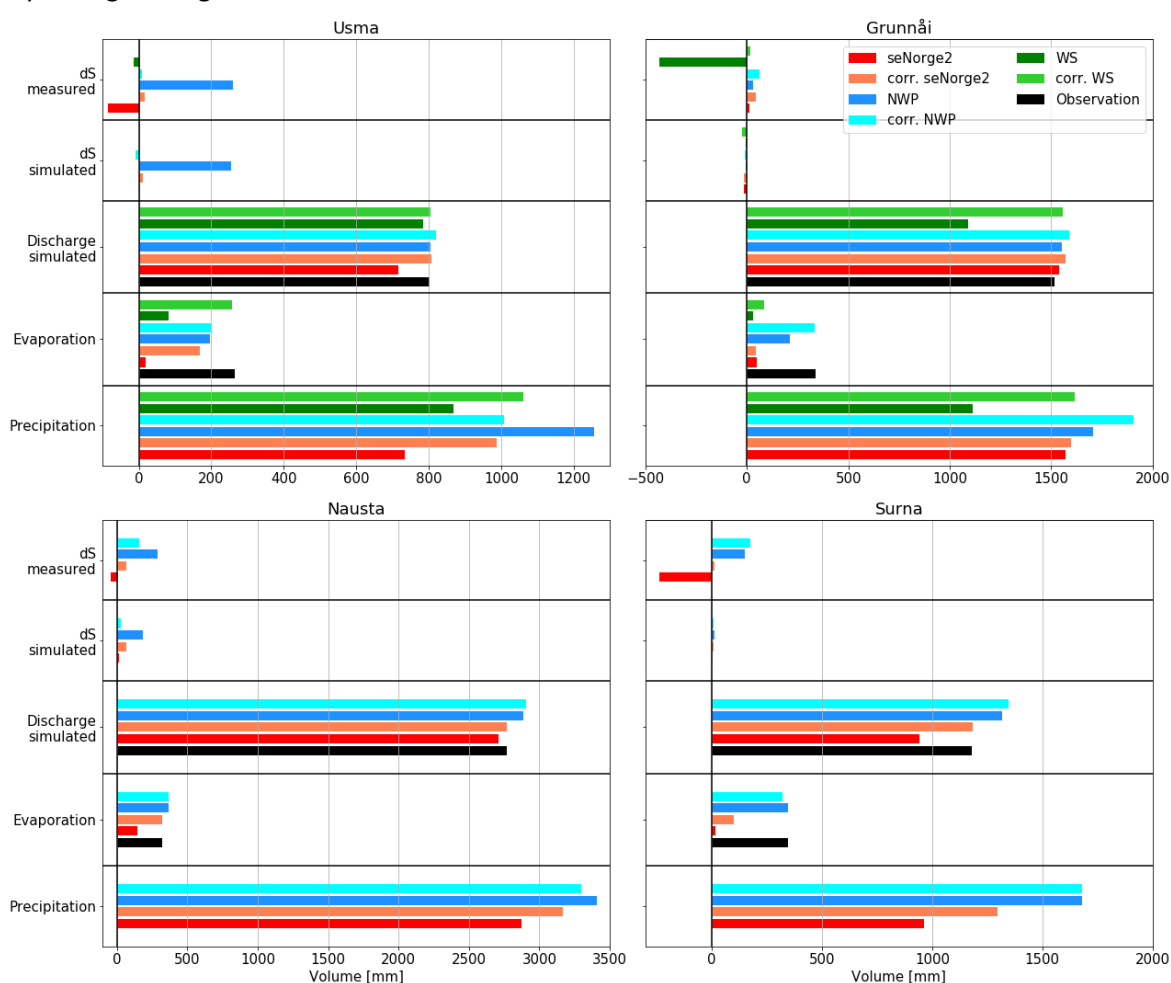 Usma
Grunnåi
dS
measured
dS
simulated
Discharge
simulated
Evaporation
Precipitation
0 200 400 600 800 1000 1200
seNorge2
corr. seNorge2
NWP
corr. NWP
WS
corr. WS
Observation
−500 0 500 1000 1500 2000
Nausta
Surna
dS
measured
dS
simulated
Discharge
simulated
Evaporation
Precipitation
0 500 1000 1500 2000 2500 3000 3500
Volume [mm]
0 500 1000 1500 2000
Volume [mm]